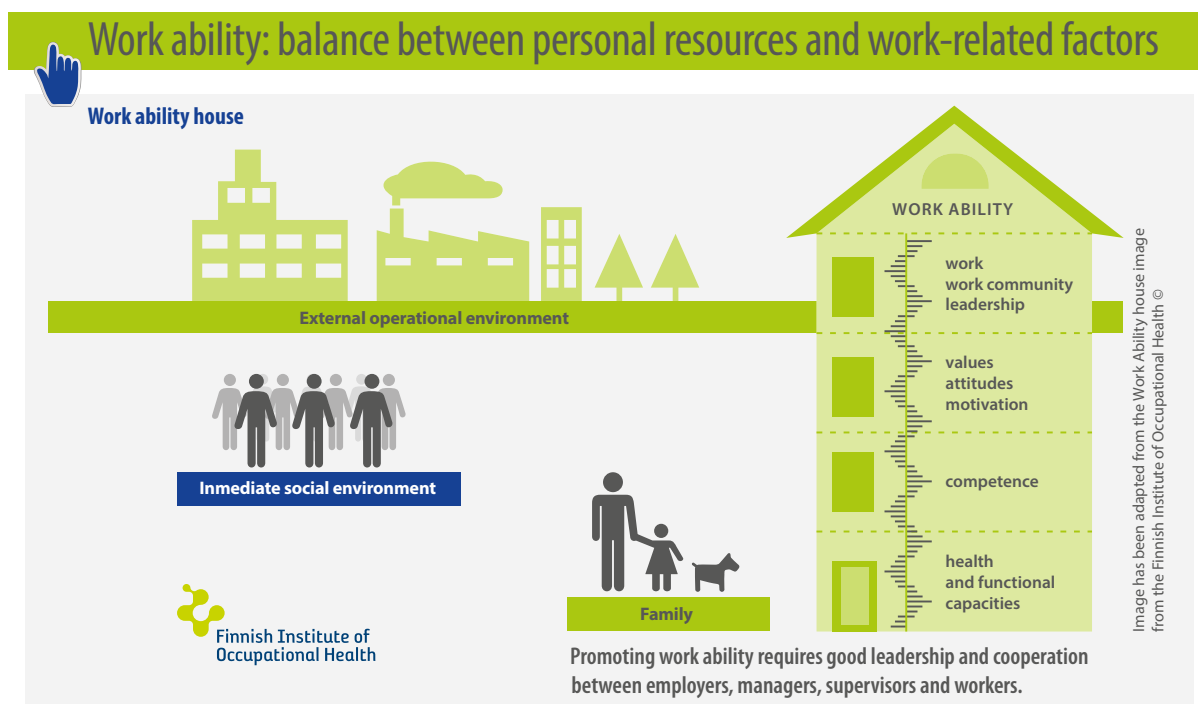 Work ability: balance between personal resources and work-related factors
Work ability house
WORK ABILITY
work
work community
leadership
External operational environment
values
attitudes
motivation
Inmediate social environment
competence
health
and functional
capacities
Family
Finnish Institute of
Occupational Health
Promoting work ability requires good leadership and cooperation
between employers, managers, supervisors and workers.
Image has been adapted from the Work Ability house image
from the Finnish Institute of Occupational Health ©